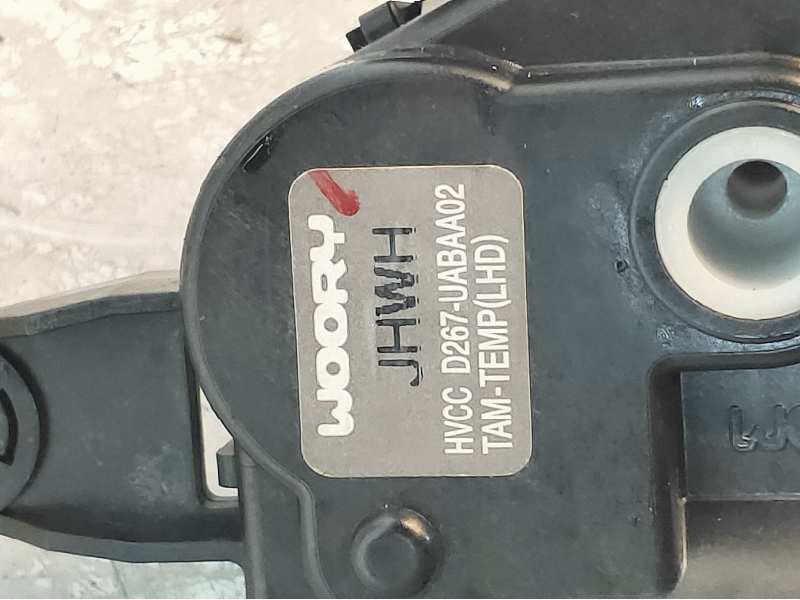 WOORY
JHWH
HVCC D267-UABAA02
TAM-TEMP(LHD)